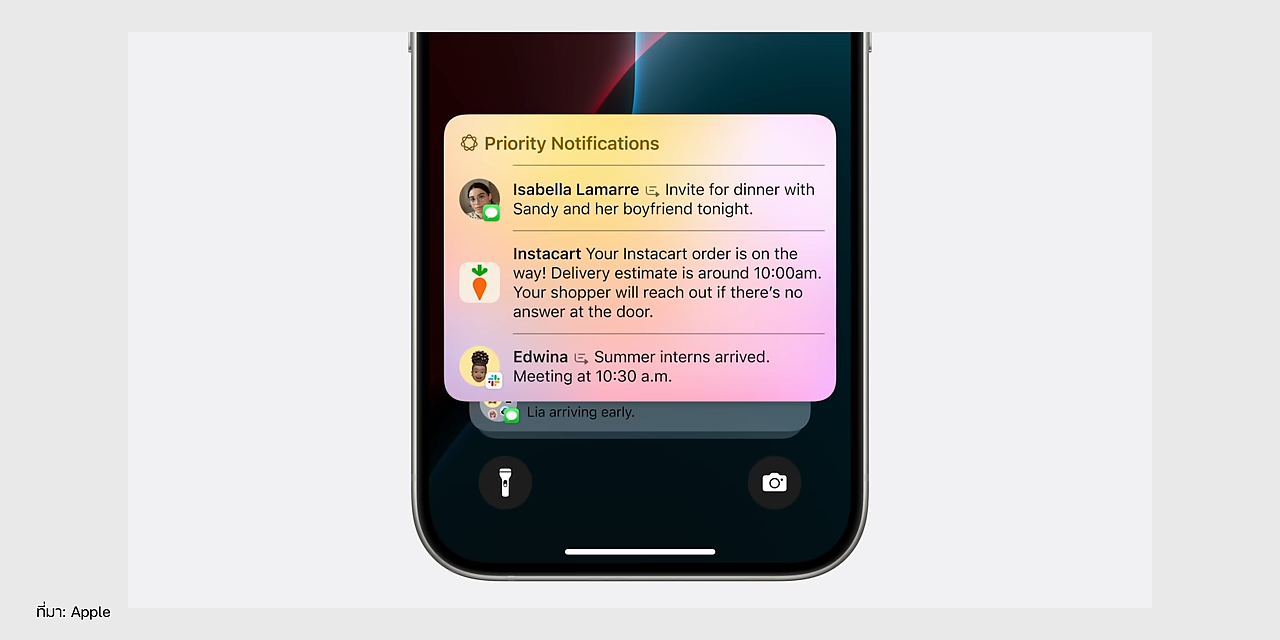 Priority Notifications
Isabella Lamarre Invite for dinner with
Sandy and her boyfriend tonight.
Instacart Your Instacart order is on the
way! Delivery estimate is around 10:00am.
Your shopper will reach out if there’s no
answer at the door.
Edwina Summer interns arrived.
Meeting at 10:30 a.m.
Lia arriving early.
ที่มา: Apple